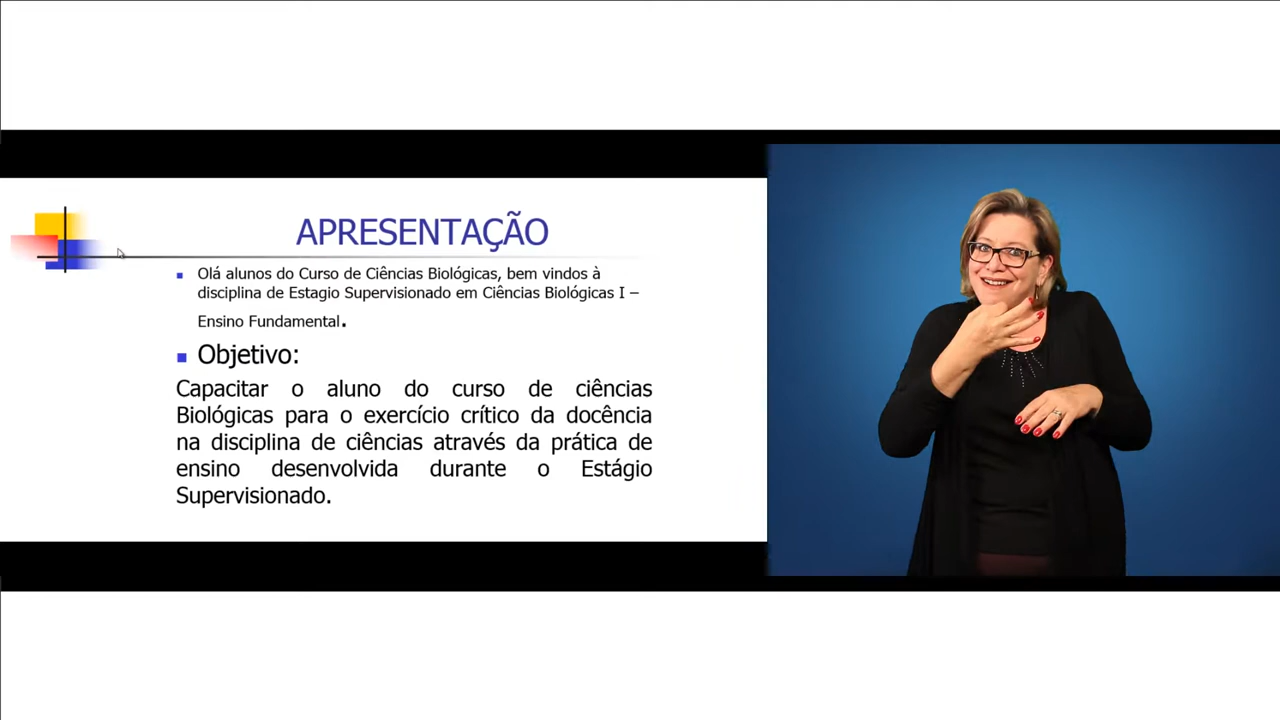 APRESENTAÇÃO
Olá alunos do Curso de Ciências Biológicas, bem vindos à
disciplina de Estagio Supervisionado em Ciências Biológicas I –
Ensino Fundamental.
Objetivo:
Capacitar o aluno do curso de ciências
Biológicas para o exercício crítico da docência
na disciplina de ciências através da prática de
ensino desenvolvida durante o Estágio
Supervisionado.